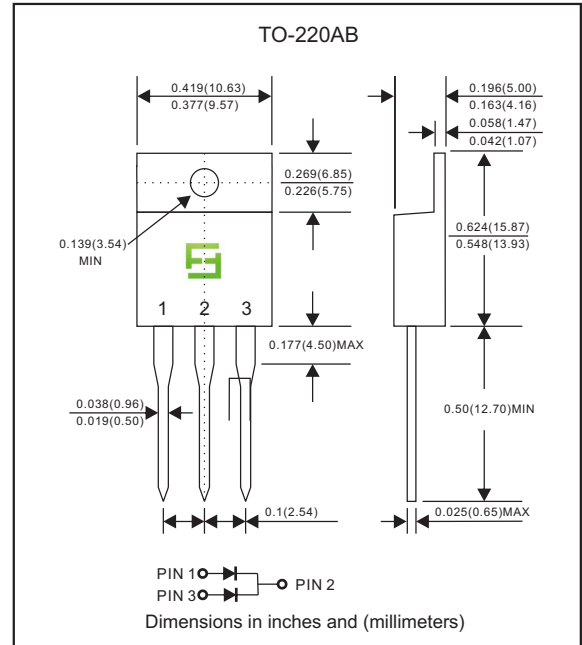 TO-220AB
0.419(10.63)
0.377(9.57)
0.196(5.00)
0.163(4.16)
0.058(1.47)
0.042(1.07)
0.269(6.85)
0.226(5.75)
0.139(3.54)
MIN
0.624(15.87)
0.548(13.93)
1 2 3
0.177(4.50)MAX
0.038(0.96)
0.019(0.50)
0.50(12.70)MIN
0.1(2.54)
0.025(0.65)MAX
PIN 1
PIN 3
PIN 2
Dimensions in inches and (millimeters)